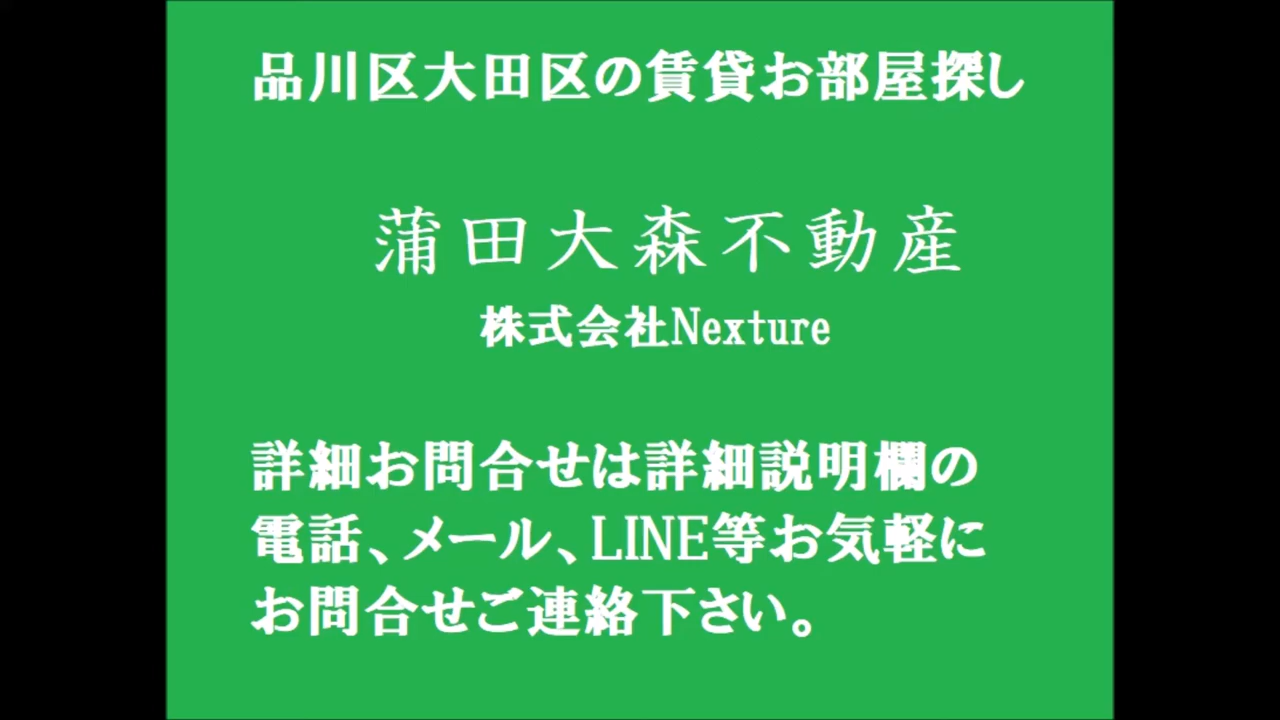 品川区大田区の賃貸お部屋探し
蒲田大森不動産
株式会社Nexture
詳細お問合せは詳細説明欄の
電話、メール、LINE等お気軽に
お問合せご連絡下さい。